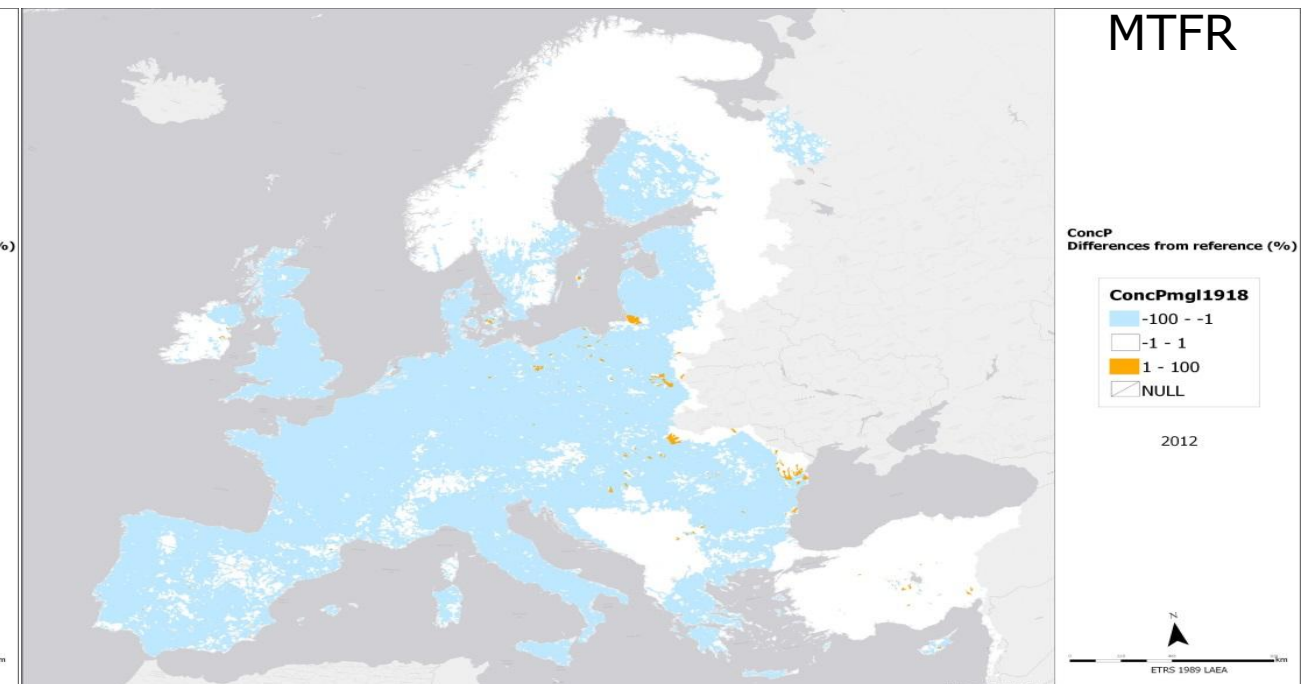 MTFR
%)
ConcP
Differences from reference (%)
ConcPmgl1918
-100 - -1
-1 - 1
1 - 100
NULL
2012
N
km
ETRS 1989 LAEA
m